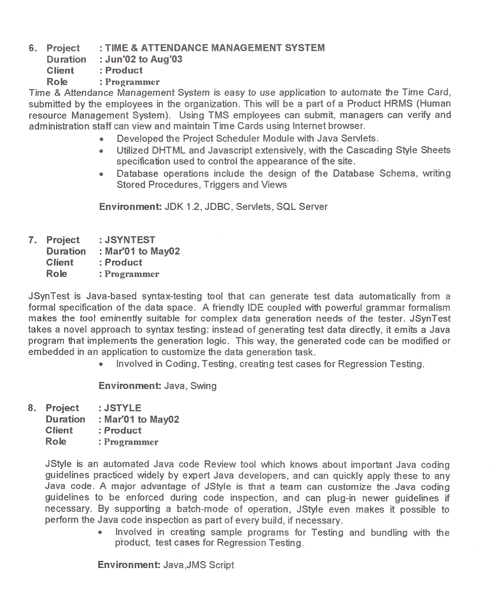 6. Project : TIME & ATTENDANCE MANAGEMENT SYSTEM
Duration : Jun'02 to Aug'03
Client : Product
Role : Programmer
Time & Attendance Management System is easy to use application to automate the Time Card,
submitted by the employees in the organization. This will be a part of a Product HRMS (Human
resource Management System). Using TMS employees can submit, managers can verify and
administration staff can view and maintain Time Cards using Internet browser.
• Developed the Project Scheduler Module with Java Servlets.
• Utilized DHTML and Javascript extensively, with the Cascading Style Sheets
specification used to control the appearance of the site.
• Database operations include the design of the Database Schema, writing
Stored Procedures, Triggers and Views
Environment: JDK 1.2, JDBC, Servlets, SQL Server
7. Project : JSYNTEST
Duration : Mar'01 to May02
Client : Product
Role : Programmer
JSynTest is Java-based syntax-testing tool that can generate test data automatically from a
formal specification of the data space. A friendly IDE coupled with powerful grammar formalism
makes the tool eminently suitable for complex data generation needs of the tester. JSynTest
takes a novel approach to syntax testing: instead of generating test data directly, it emits a Java
program that implements the generation logic. This way, the generated code can be modified or
embedded in an application to customize the data generation task.
• Involved in Coding, Testing, creating test cases for Regression Testing.
Environment: Java, Swing
8. Project : JSTYLE
Duration : Mar'01 to May02
Client : Product
Role : Programmer
JStyle is an automated Java code Review tool which knows about important Java coding
guidelines practiced widely by expert Java developers, and can quickly apply these to any
Java code. A major advantage of JStyle is that a team can customize the Java coding
guidelines to be enforced during code inspection, and can plug-in newer guidelines if
necessary. By supporting a batch-mode of operation, JStyle even makes it possible to
perform the Java code inspection as part of every build, if necessary.
• Involved in creating sample programs for Testing and bundling with the
product, test cases for Regression Testing.
Environment: Java,JMS Script